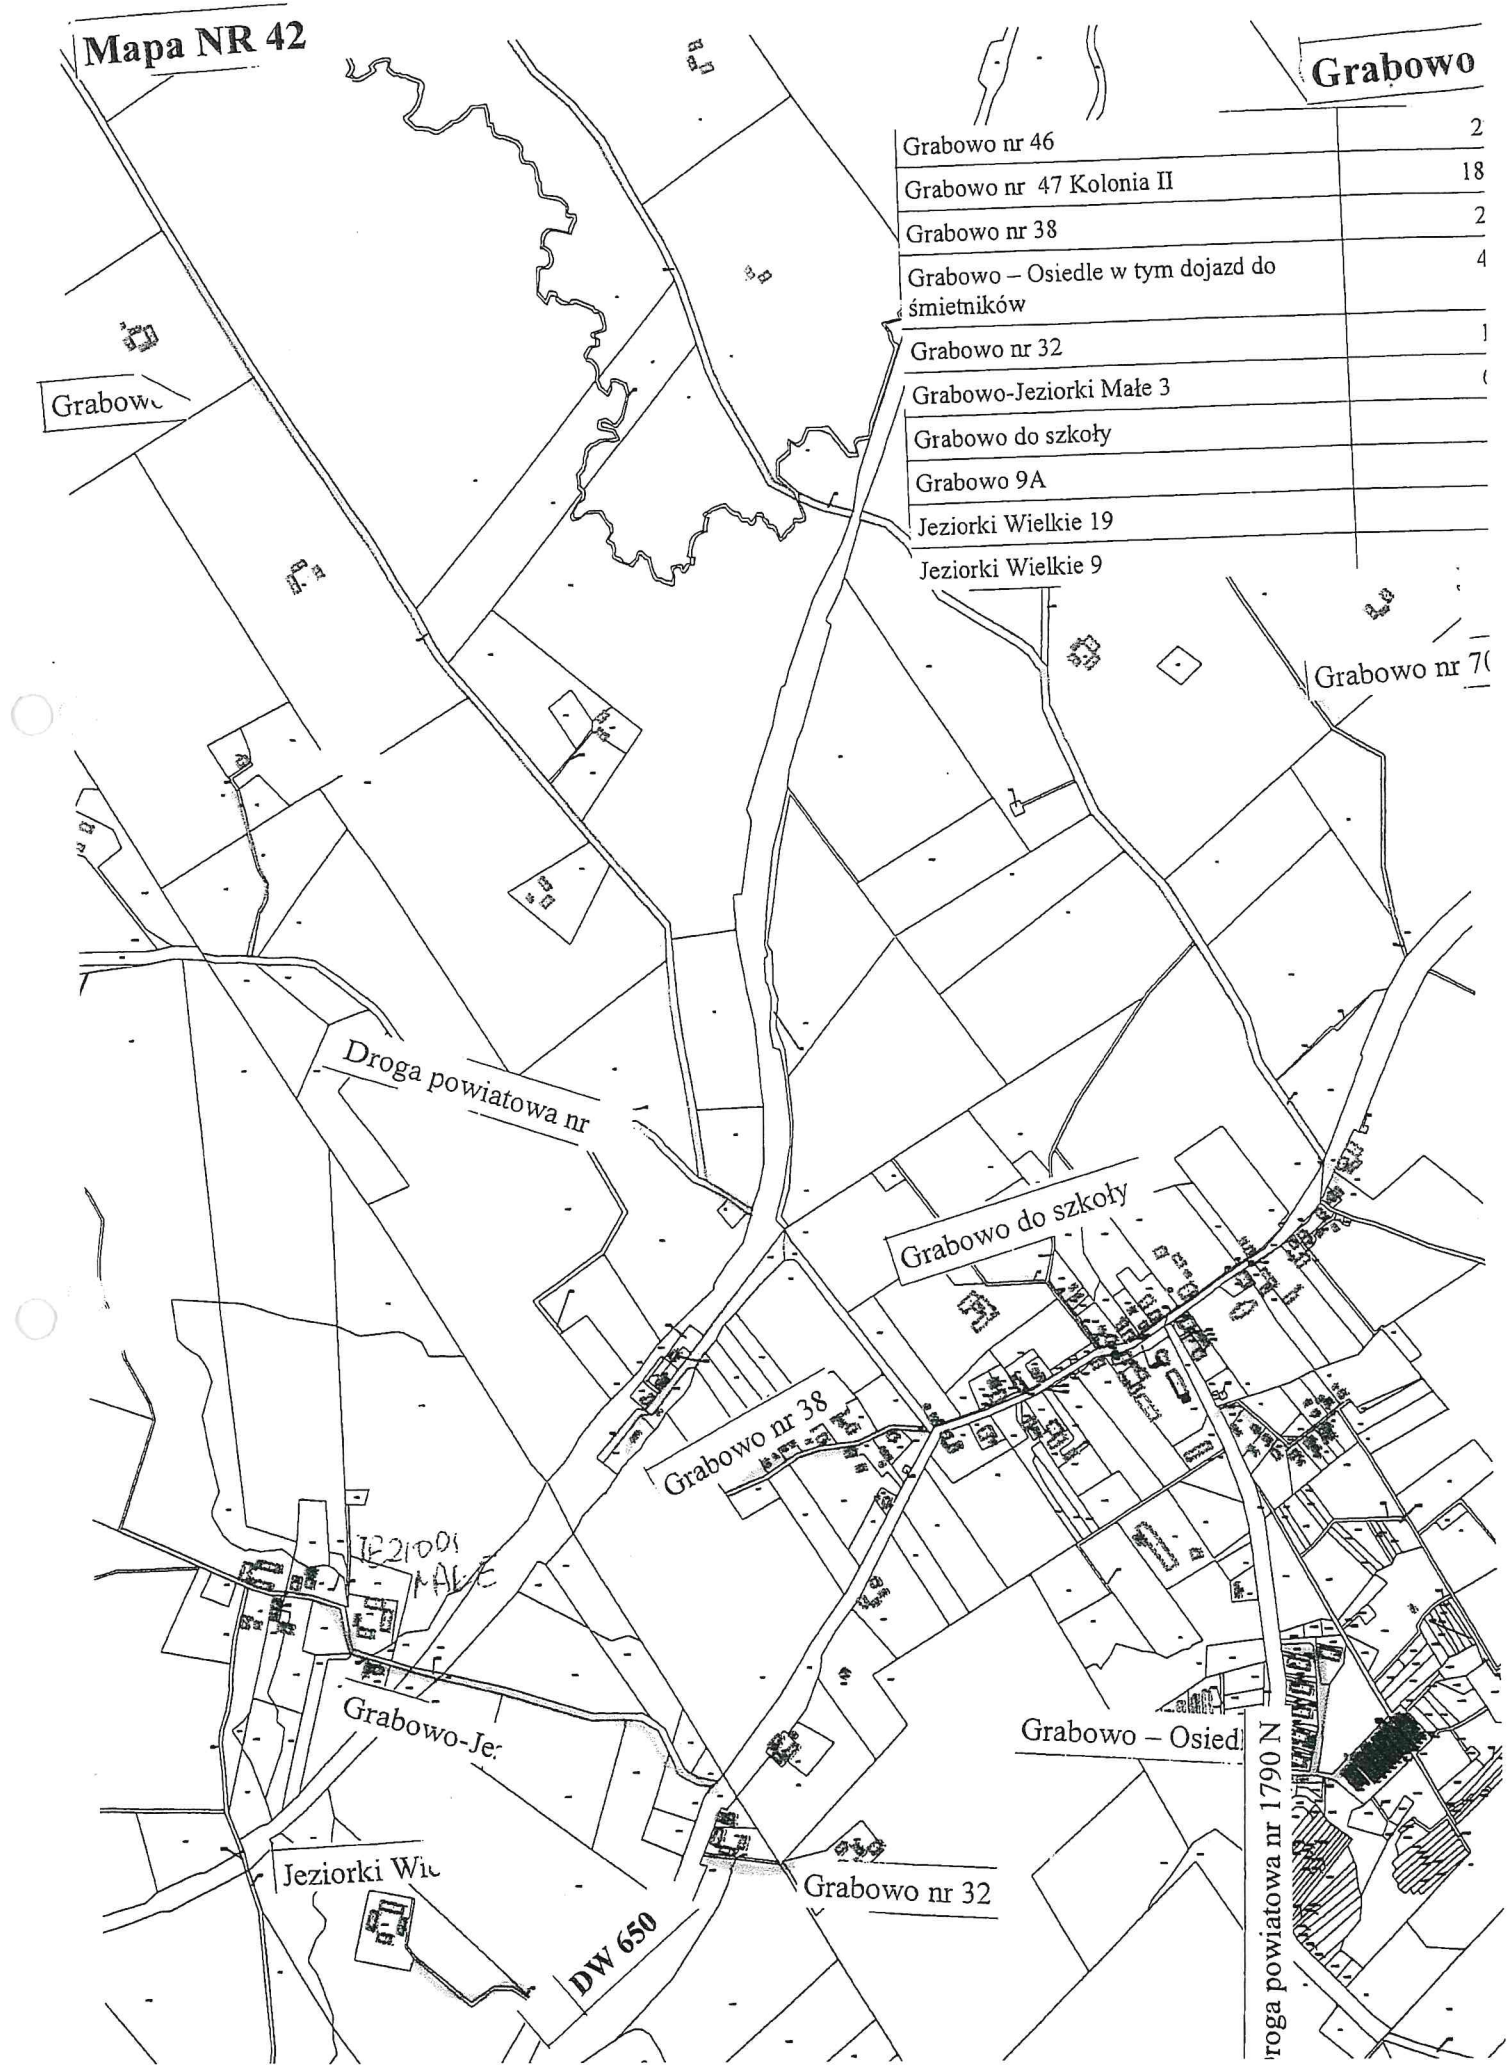 Mapa NR 42
Grabowo
Grabowo nr 46 2
Grabowo nr 47 Kolonia II 18
Grabowo nr 38 2
Grabowo – Osiedle w tym dojazd do 4
śmietników
Grabowo nr 32 1
Grabowo-Jeziorki Małe 3
Grabowo do szkoły
Grabowo 9A
Jeziorki Wielkie 19
Jeziorki Wielkie 9
Grabowo nr 70
Droga powiatowa nr
Grabowo do szkoły
Grabowo nr 38
MAŁE
Grabowo-Je
Grabowo – Osied
Jeziorki Wi
Grabowo nr 32
DW 650
roga powiatowa nr 1790 N